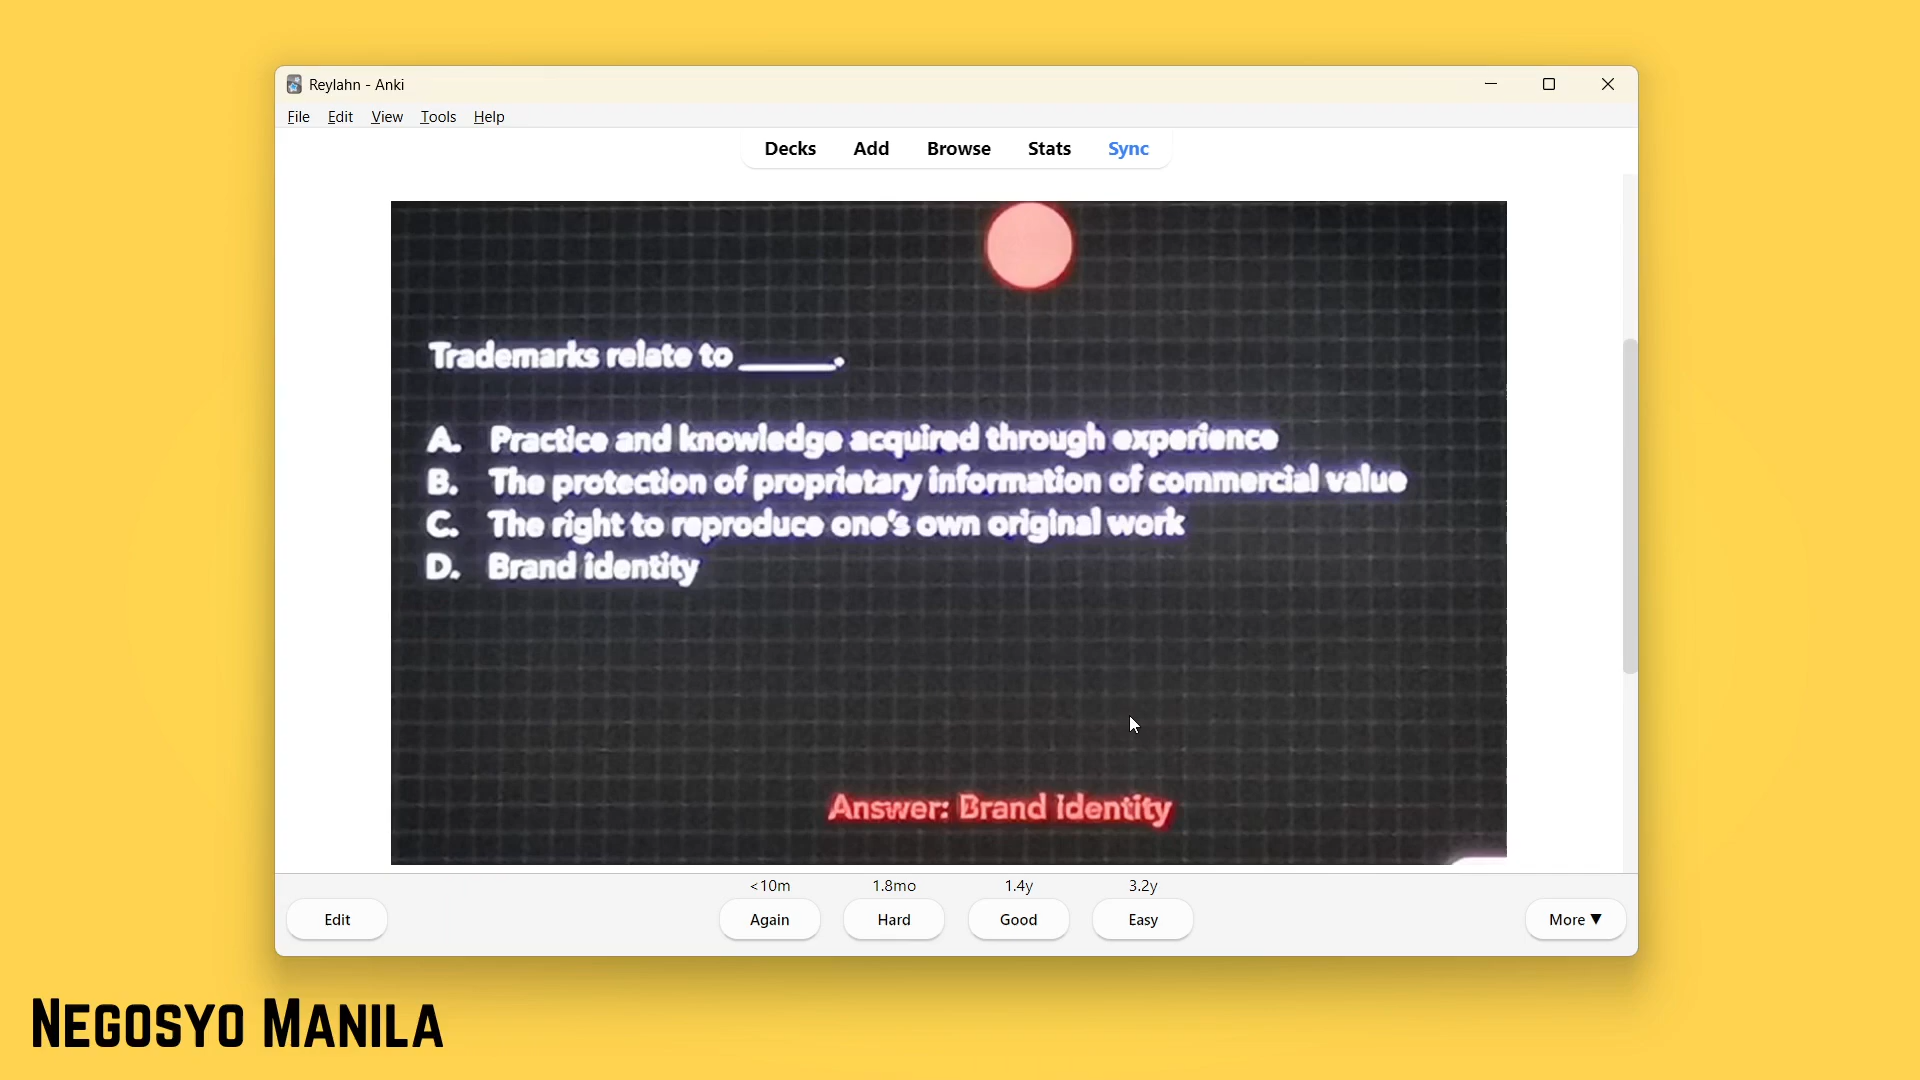 Reylahn - Anki
File Edit View Tools Help
Decks Add Browse Stats Sync
Trademarks relate to ______.
A. Practice and knowledge acquired through experience
B. The protection of proprietary information of commercial value
C. The right to reproduce one's own original work
D. Brand identity
Answer: Brand identity
<10m 1.8mo 1.4y 3.2y
Edit Again Hard Good Easy More ▼
NEGOSYO MANILA